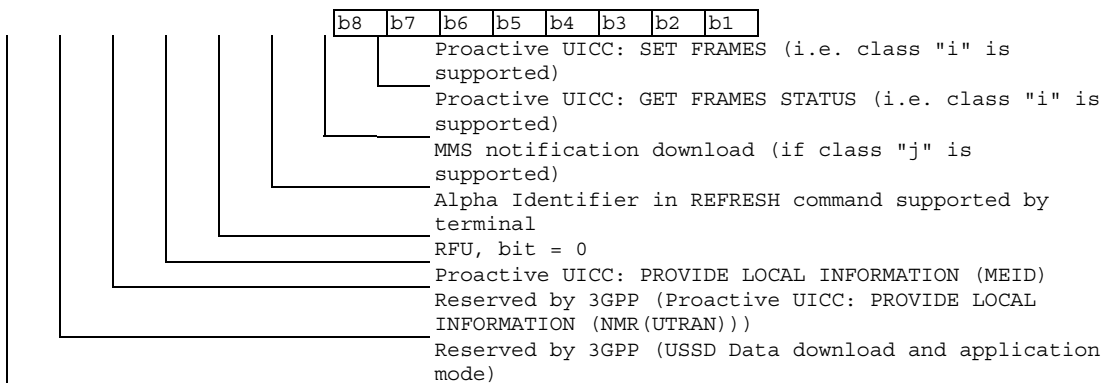 b8 b7 b6 b5 b4 b3 b2 b1
Proactive UICC: SET FRAMES (i.e. class "i" is
supported)
Proactive UICC: GET FRAMES STATUS (i.e. class "i" is
supported)
MMS notification download (if class "j" is
supported)
Alpha Identifier in REFRESH command supported by
terminal
RFU, bit = 0
Proactive UICC: PROVIDE LOCAL INFORMATION (MEID)
Reserved by 3GPP (Proactive UICC: PROVIDE LOCAL
INFORMATION (NMR(UTRAN)))
Reserved by 3GPP (USSD Data download and application
mode)